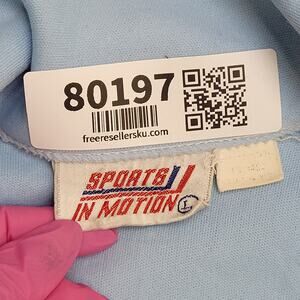 80197
freeresellersku.com
SPORTS
IN MOTION
L